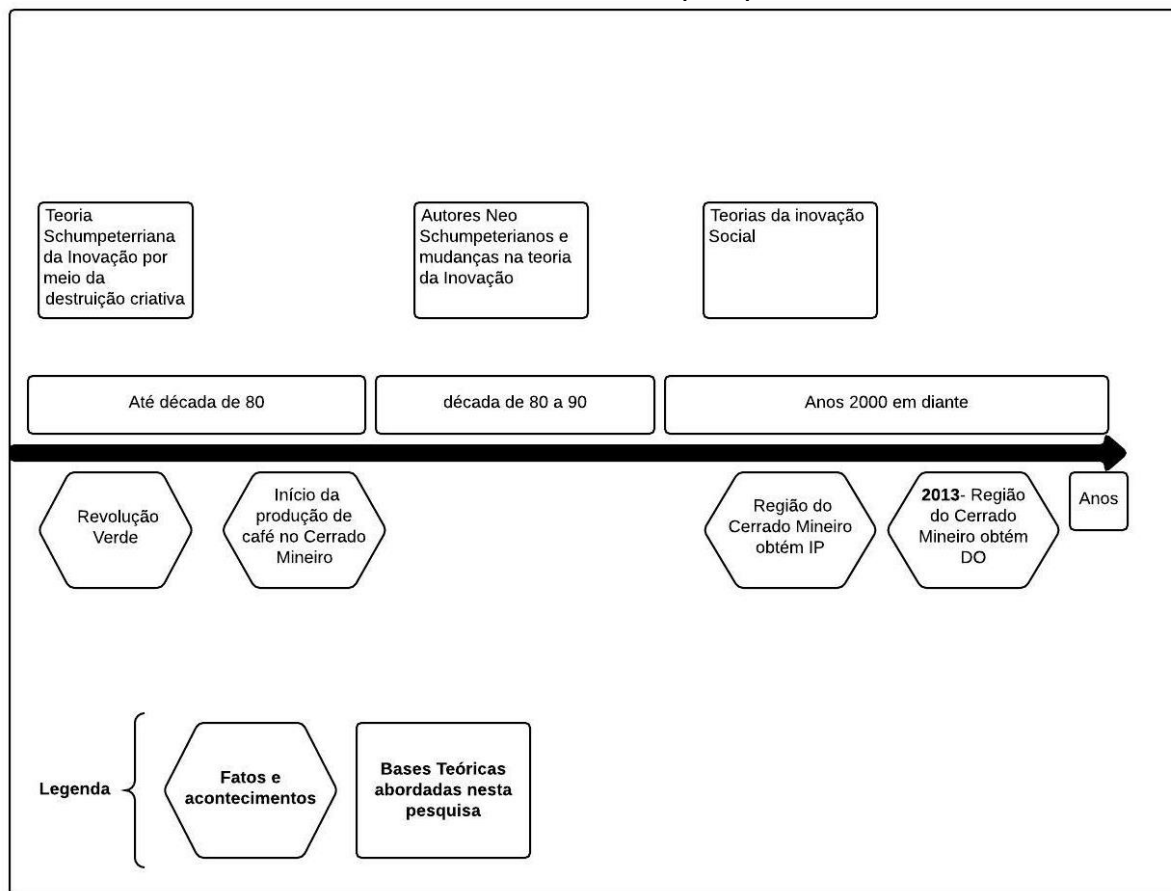 Teoria
Schumpeterriana
da Inovação por
meio da
destruição criativa
Autores Neo
Schumpeterianos e
mudanças na teoria
da Inovação
Teorias da inovação
Social
Até década de 80
década de 80 a 90
Anos 2000 em diante
Revolução
Verde
Início da
produção de
café no Cerrado
Mineiro
Região do
Cerrado Mineiro
obtém IP
2013- Região
do Cerrado
Mineiro obtém
DO
Anos
Legenda
Fatos e
acontecimentos
Bases Teóricas
abordadas nesta
pesquisa